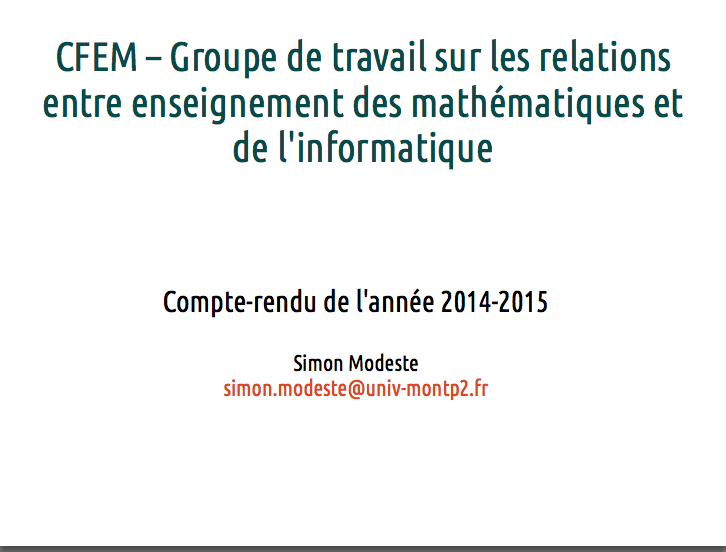 CFEM – Groupe de travail sur les relations
entre enseignement des mathématiques et
de l'informatique
Compte-rendu de l'année 2014-2015
Simon Modeste
simon.modeste@univ-montp2.fr